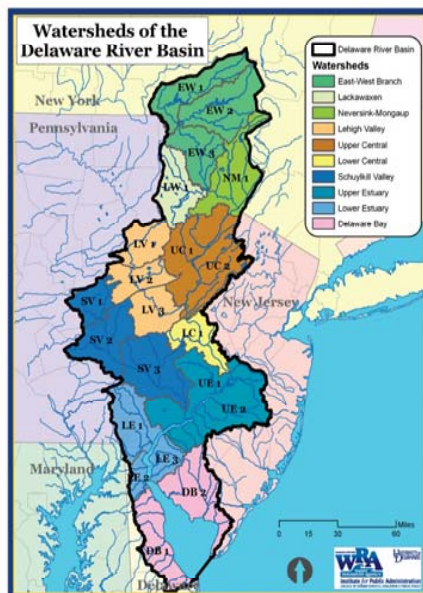 Watersheds of the
Delaware River Basin
Delaware River Basin
Watersheds
East-West Branch
Lackawaxen
Neversink-Mongaup
Lehigh Valley
Upper Central
Lower Central
Schuylkill Valley
Upper Estuary
Lower Estuary
Delaware Bay
New York
Pennsylvania
New Jersey
Maryland
Delaware
EW 1
EW 2
EW 3
NM 1
LW 1
LV 1
UC 1
LV 2
UC 2
SV 1
LV 3
LC 1
SV 2
SV 3
UE 1
UE 2
LE 1
LE 3
LE 2
DB 2
DB 1
Miles
0 15 30 60
WRA
Institute for Public Administration